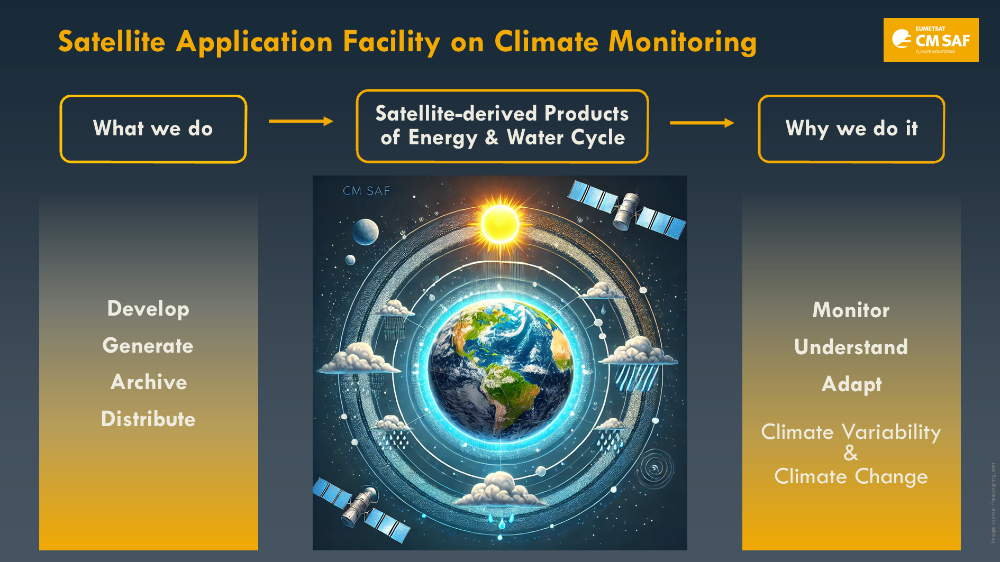 Satellite Application Facility on Climate Monitoring
EUMETSAT
CM SAF
CLIMATE MONITORING
What we do
Satellite-derived Products
of Energy & Water Cycle
Why we do it
CM SAF
Develop
Generate
Archive
Distribute
Monitor
Understand
Adapt
Climate Variability
&
Climate Change
Image source: freepngimg.com